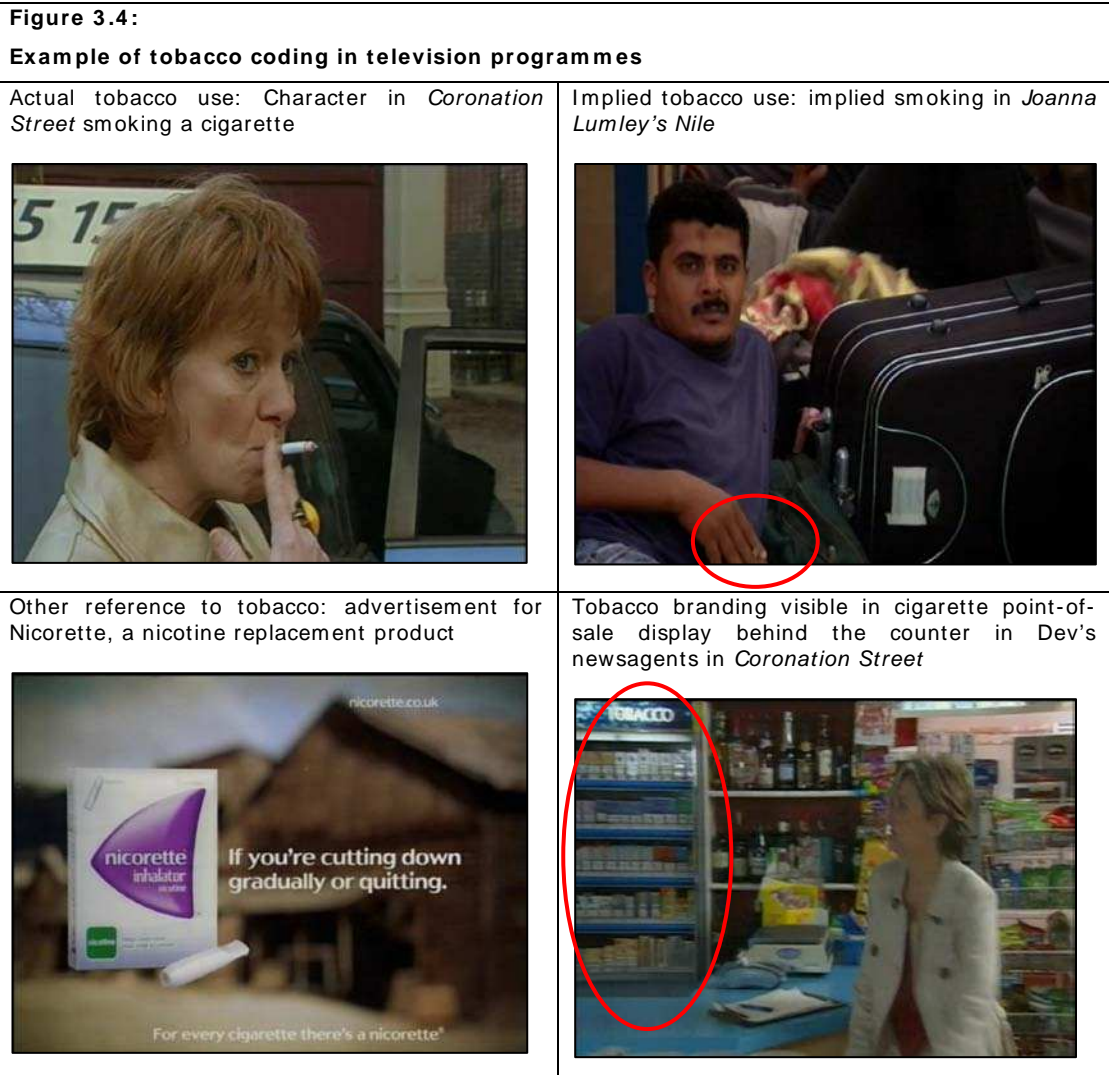 Figure 3.4:
Example of tobacco coding in television programmes
Actual tobacco use: Character in Coronation
Street smoking a cigarette
Implied tobacco use: implied smoking in Joanna
Lumley's Nile
5 15
Other reference to tobacco: advertisement for
Nicorette, a nicotine replacement product
Tobacco branding visible in cigarette point-of-
sale display behind the counter in Dev's
newsagents in Coronation Street
nicorette.co.uk
nicorette
inhalator
nicotine
If you're cutting down
gradually or quitting.
nicotine
For every cigarette there's a nicorette®
TOBACCO